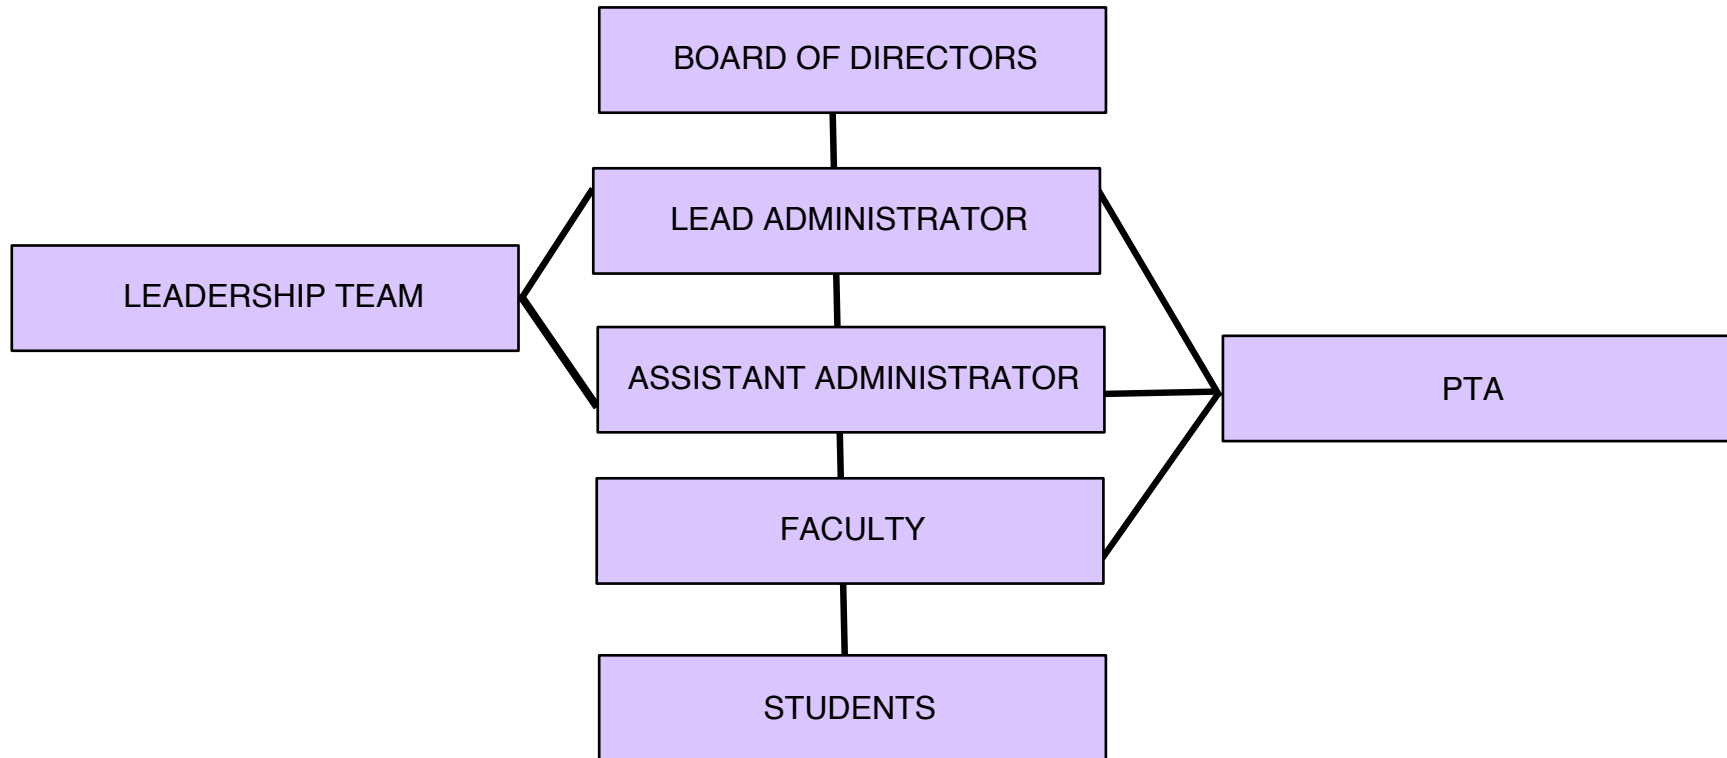 BOARD OF DIRECTORS
LEAD ADMINISTRATOR
LEADERSHIP TEAM
ASSISTANT ADMINISTRATOR
PTA
FACULTY
STUDENTS